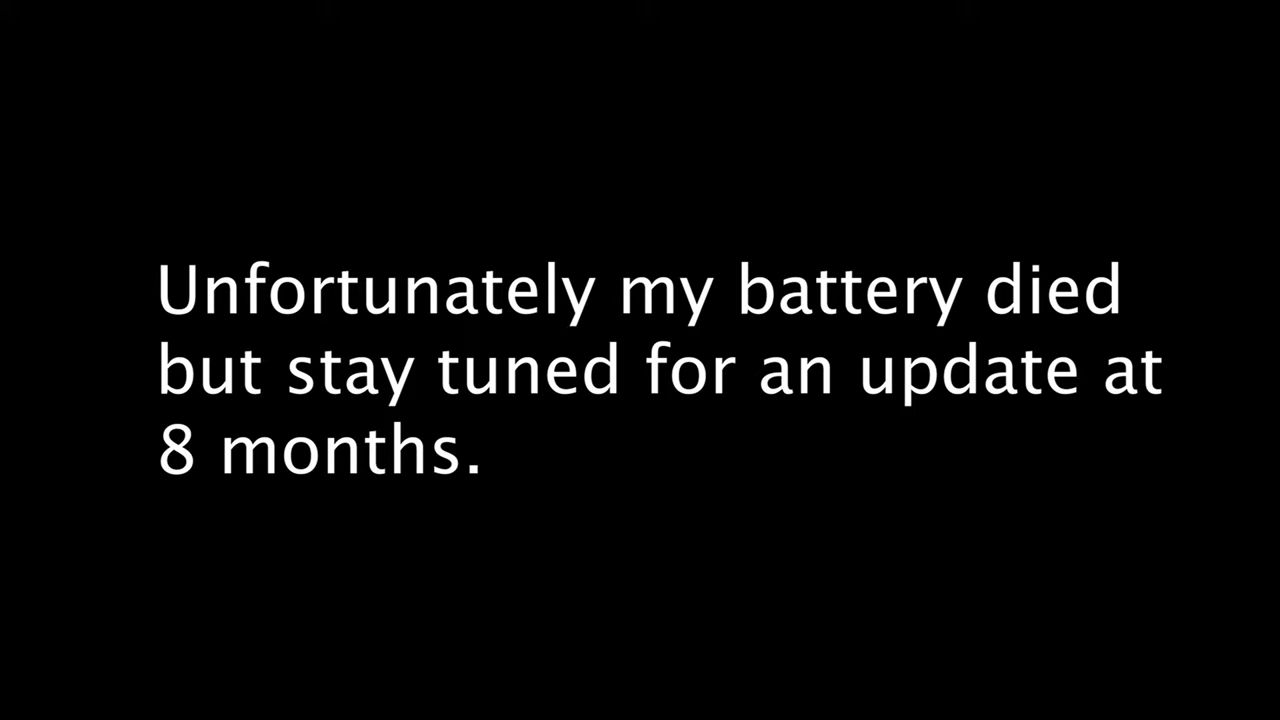 Unfortunately my battery died
but stay tuned for an update at
8 months.